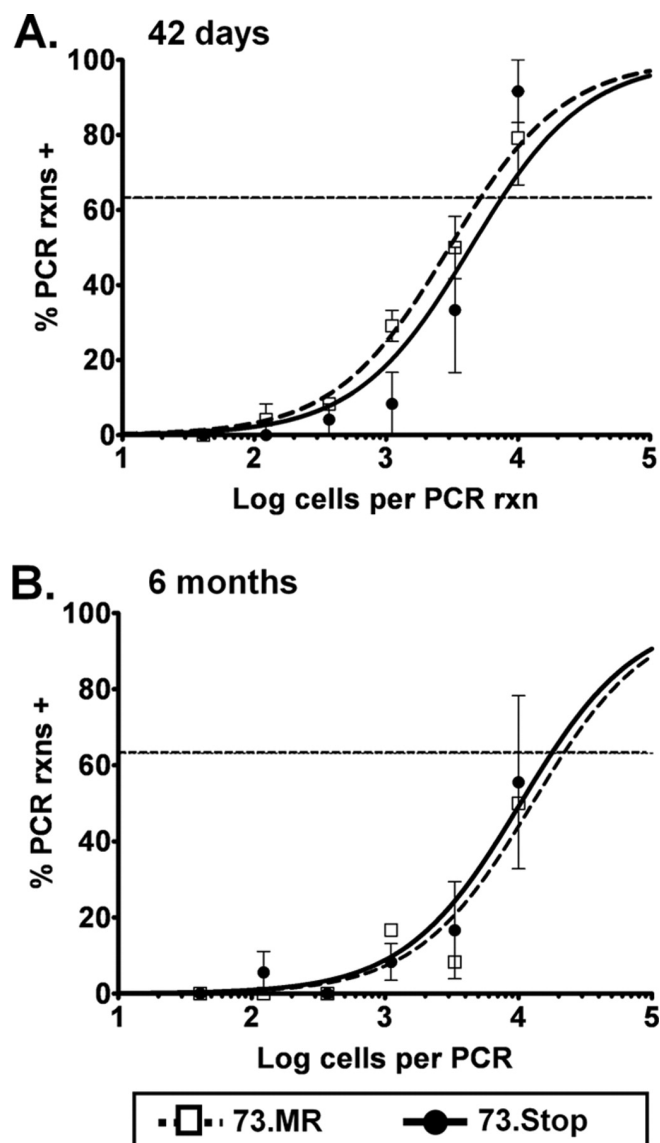 A. 42 days
100
80
60
40
20
0
% PCR rxns +
1 2 3 4 5
Log cells per PCR rxn
B. 6 months
100
80
60
40
20
0
% PCR rxns +
1 2 3 4 5
Log cells per PCR
73.MR 73.Stop